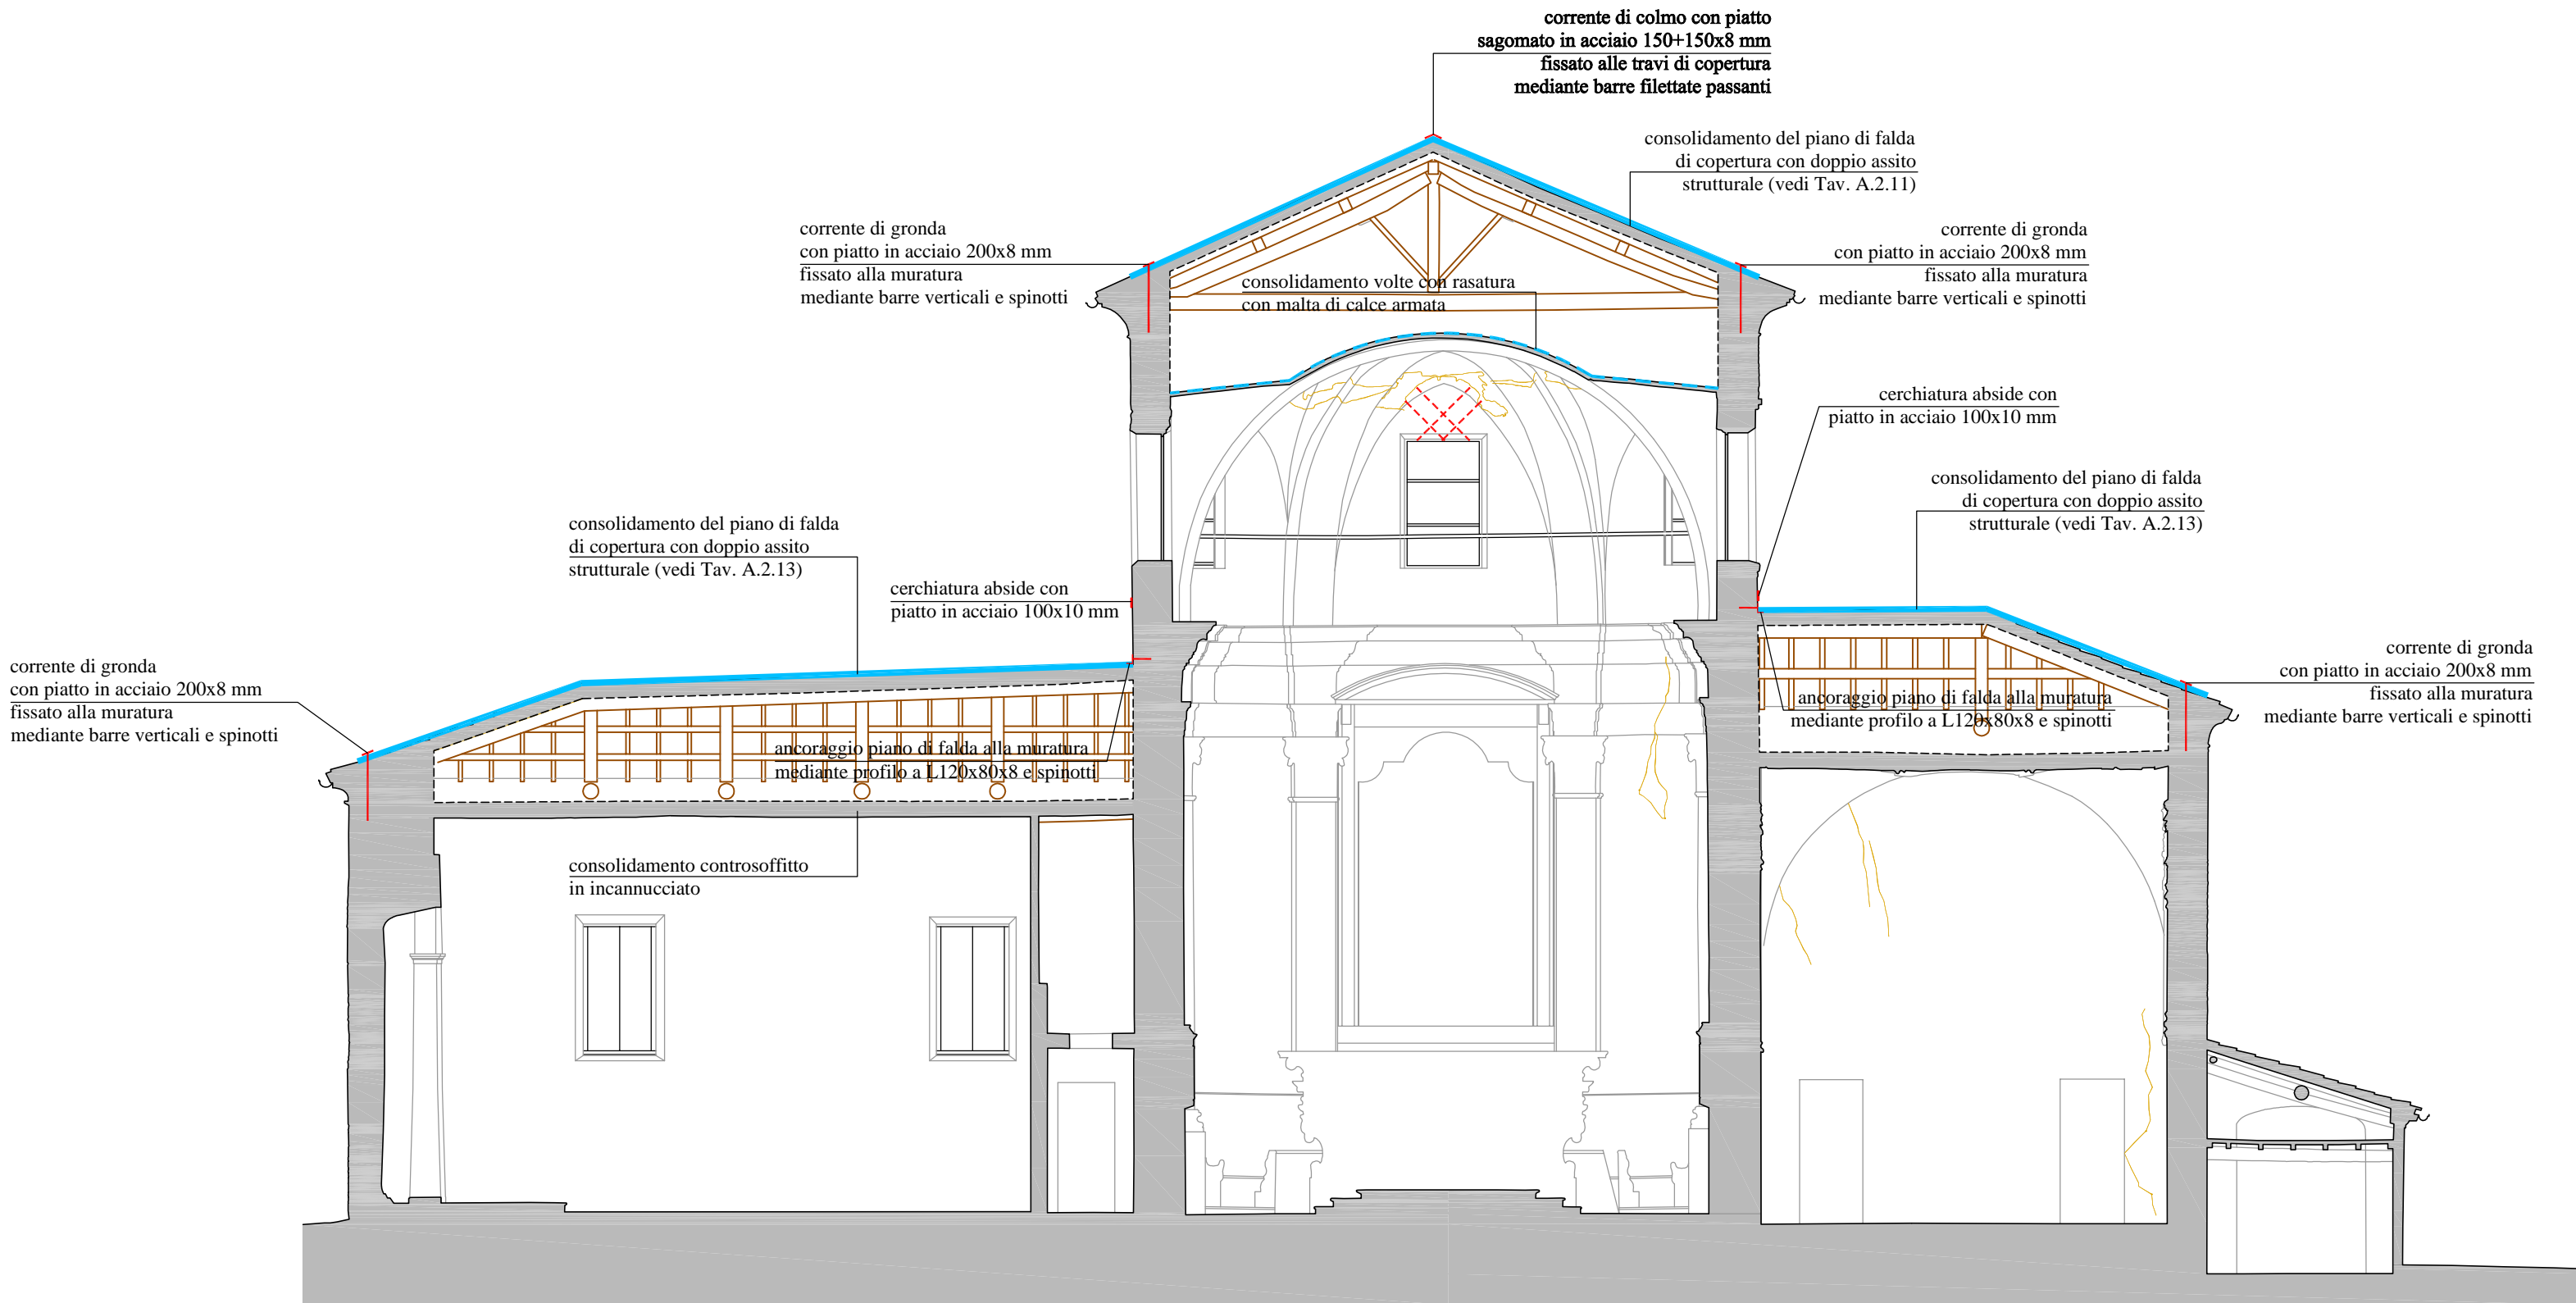 corrente di colmo con piatto
sagomato in acciaio 150+150x8 mm
fissato alle travi di copertura
mediante barre filettate passanti
consolidamento del piano di falda
di copertura con doppio assito
strutturale (vedi Tav. A.2.11)
corrente di gronda
con piatto in acciaio 200x8 mm
fissato alla muratura
mediante barre verticali e spinotti
corrente di gronda
con piatto in acciaio 200x8 mm
fissato alla muratura
mediante barre verticali e spinotti
consolidamento volte con rasatura
con malta di calce armata
cerchiatura abside con
piatto in acciaio 100x10 mm
consolidamento del piano di falda
di copertura con doppio assito
strutturale (vedi Tav. A.2.13)
consolidamento del piano di falda
di copertura con doppio assito
strutturale (vedi Tav. A.2.13)
cerchiatura abside con
piatto in acciaio 100x10 mm
corrente di gronda
con piatto in acciaio 200x8 mm
fissato alla muratura
mediante barre verticali e spinotti
corrente di gronda
con piatto in acciaio 200x8 mm
fissato alla muratura
mediante barre verticali e spinotti
ancoraggio piano di falda alla muratura
mediante profilo a L120x80x8 e spinotti
ancoraggio piano di falda alla muratura
mediante profilo a L120x80x8 e spinotti
consolidamento controsoffitto
in incannucciato